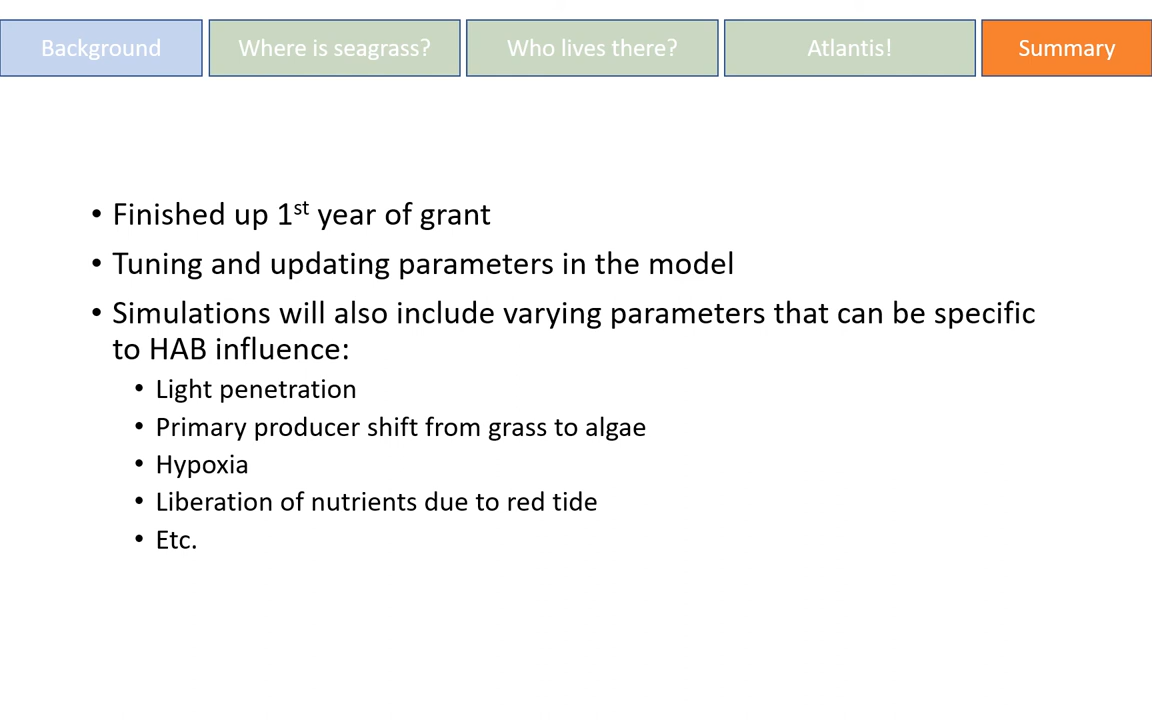 Background
Where is seagrass?
Who lives there?
Atlantis!
Summary
• Finished up 1st year of grant
• Tuning and updating parameters in the model
• Simulations will also include varying parameters that can be specific
to HAB influence:
• Light penetration
• Primary producer shift from grass to algae
• Hypoxia
• Liberation of nutrients due to red tide
• Etc.